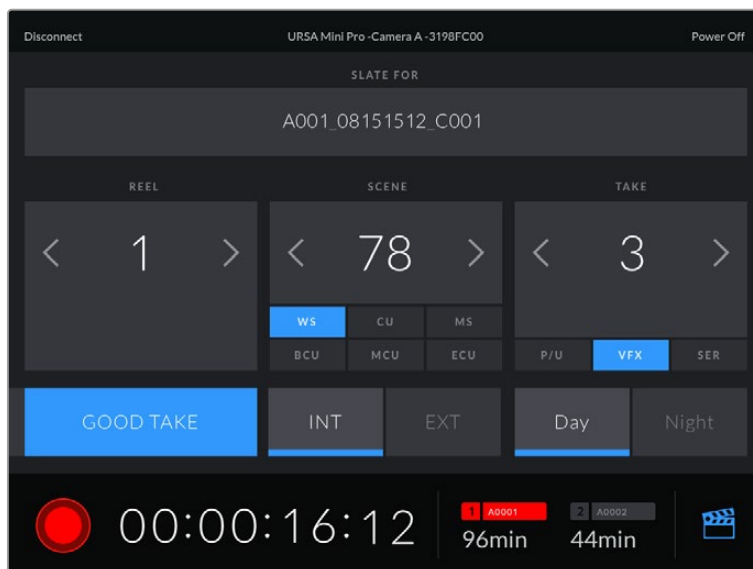 Disconnect URSA Mini Pro -Camera A -3198FC00 Power Off
SLATE FOR
A001_08151512_C001
REEL SCENE TAKE
1 78 3
WS CU MS
BCU MCU ECU P/U VFX SER
GOOD TAKE INT EXT Day Night
00:00:16:12 1 A0001 2 A0002
96min 44min